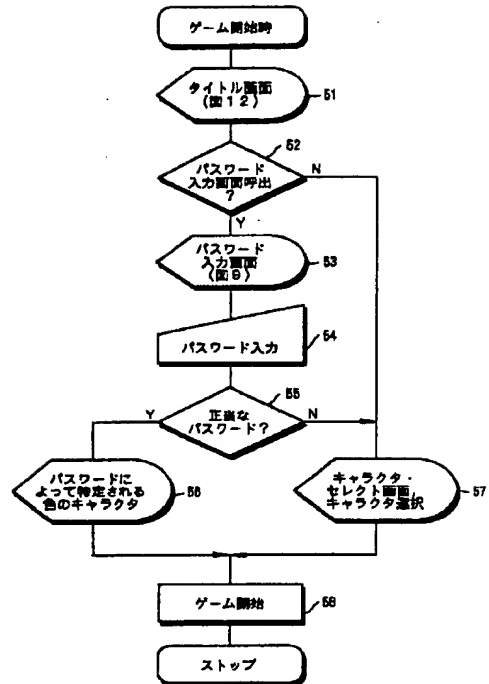 ゲーム開始時
タイトル画面
(図12)
51
52
パスワード
入力画面呼出
?
N
Y
パスワード
入力画面
(図9)
53
54
パスワード入力
55
正当な
パスワード?
Y
N
パスワードに
よって特定される
色のキャラクタ
56
キャラクタ・
セレクト画面,
キャラクタ選択
57
ゲーム開始
58
ストップ